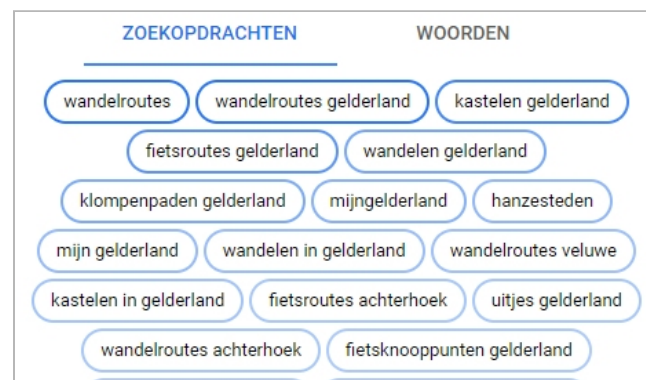 ZOEKOPDRACHTEN WOORDEN
wandelroutes wandelroutes gelderland kastelen gelderland
fietsroutes gelderland wandelen gelderland
klompenpaden gelderland mijngelderland hanzesteden
mijn gelderland wandelen in gelderland wandelroutes veluwe
kastelen in gelderland fietsroutes achterhoek uitjes gelderland
wandelroutes achterhoek fietsknooppunten gelderland